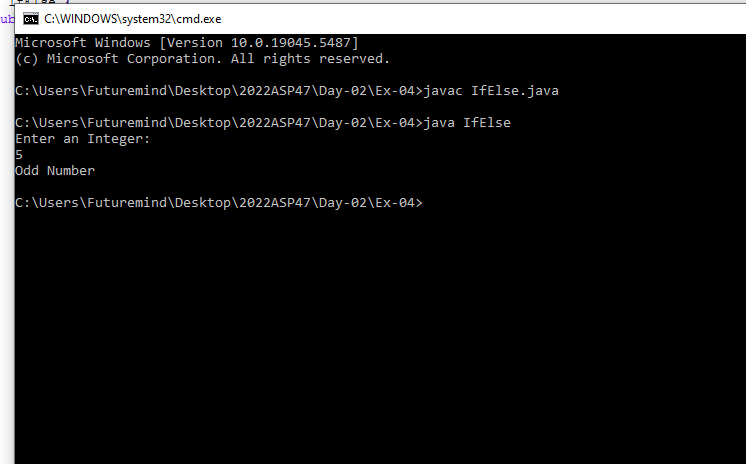 C:\WINDOWS\system32\cmd.exe
Microsoft Windows [Version 10.0.19045.5487]
(c) Microsoft Corporation. All rights reserved.
C:\Users\Futuremind\Desktop\2022ASP47\Day-02\Ex-04>javac IfElse.java
C:\Users\Futuremind\Desktop\2022ASP47\Day-02\Ex-04>java IfElse
Enter an Integer:
5
Odd Number
C:\Users\Futuremind\Desktop\2022ASP47\Day-02\Ex-04>